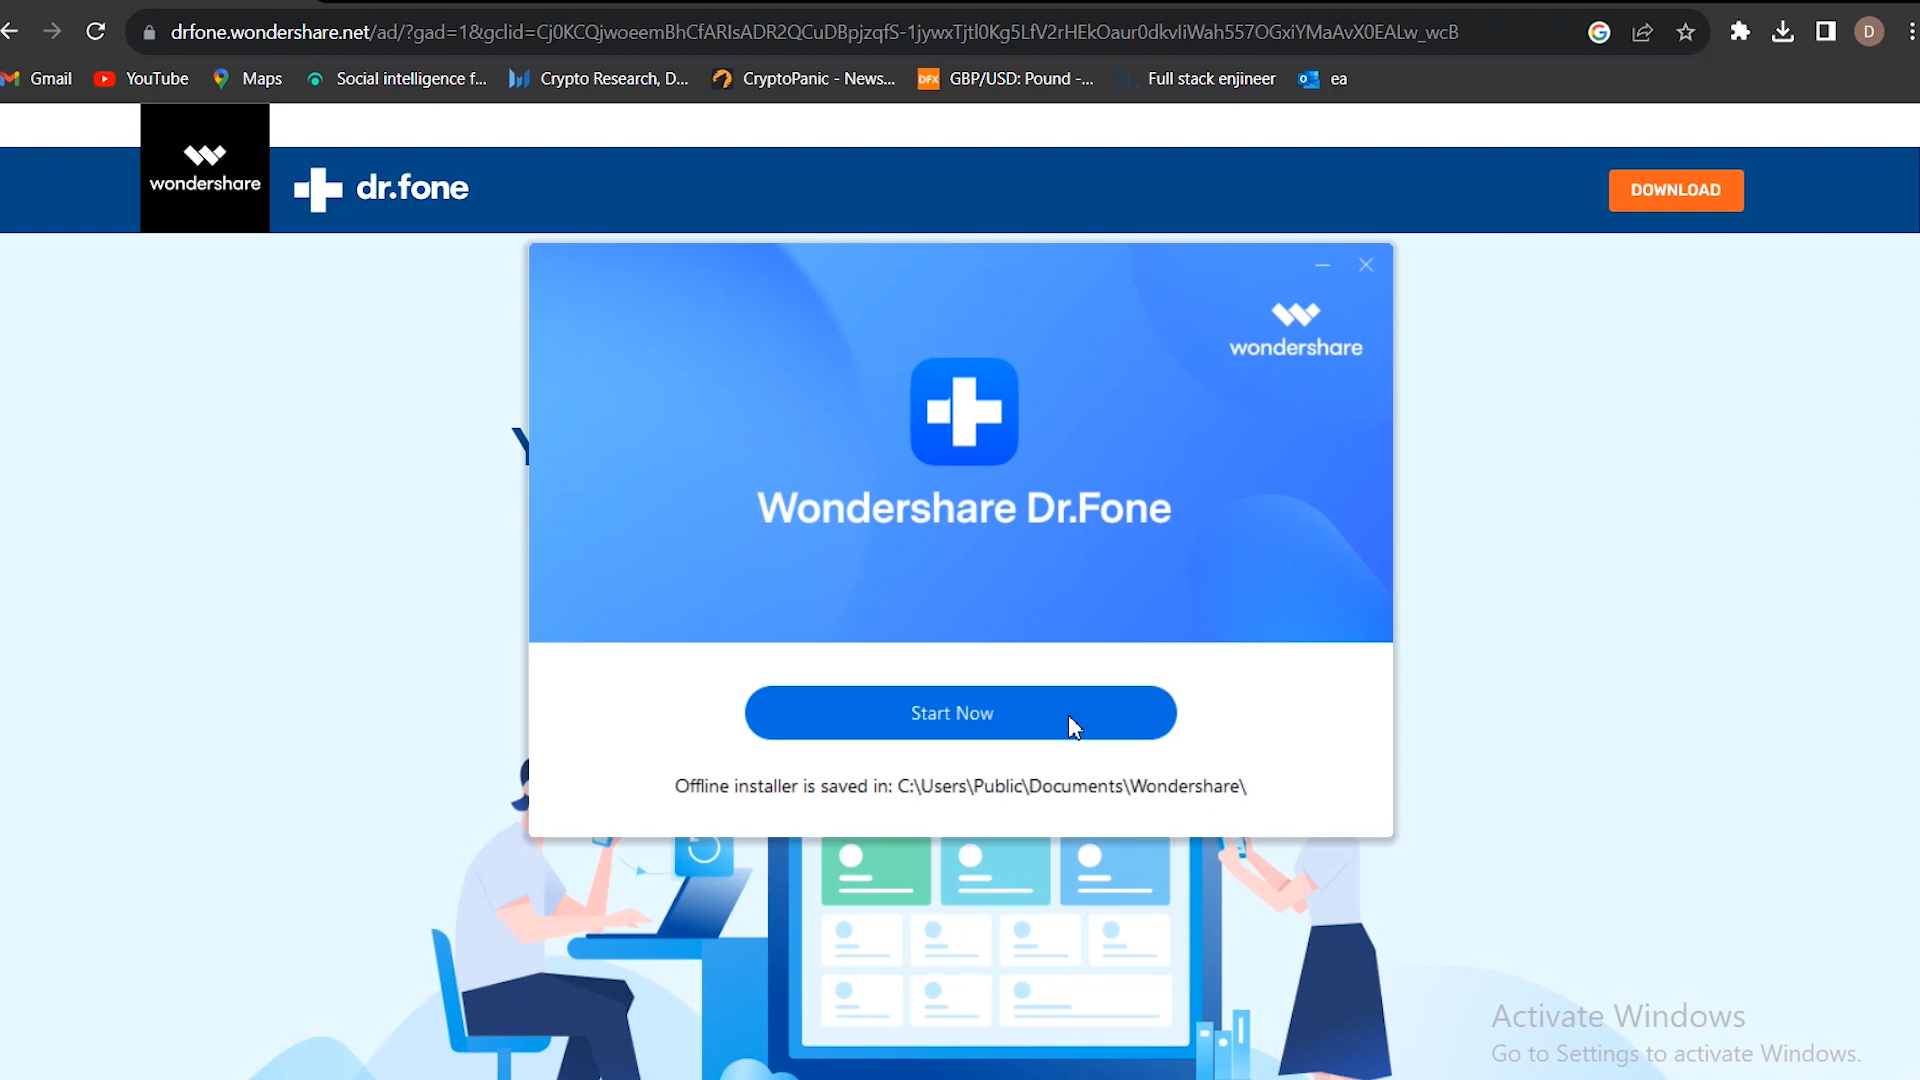 drfone.wondershare.net/ad/?gad=1&gclid=Cj0KCQjwoeemBhCfARIsADR2QCuDBpjzqfS-1jywxTjtl0Kg5LfV2rHEkOaur0dkvliWah557OGxiYMaAvX0EALw_wcB
D
Gmail
YouTube
Maps
Social intelligence f...
Crypto Research, D...
CryptoPanic - News...
DFX
GBP/USD: Pound -...
Full stack enjineer
ea
wondershare
dr.fone
DOWNLOAD
wondershare
Y
Wondershare Dr.Fone
Start Now
Offline installer is saved in: C:\Users\Public\Documents\Wondershare\
Activate Windows
Go to Settings to activate Windows.